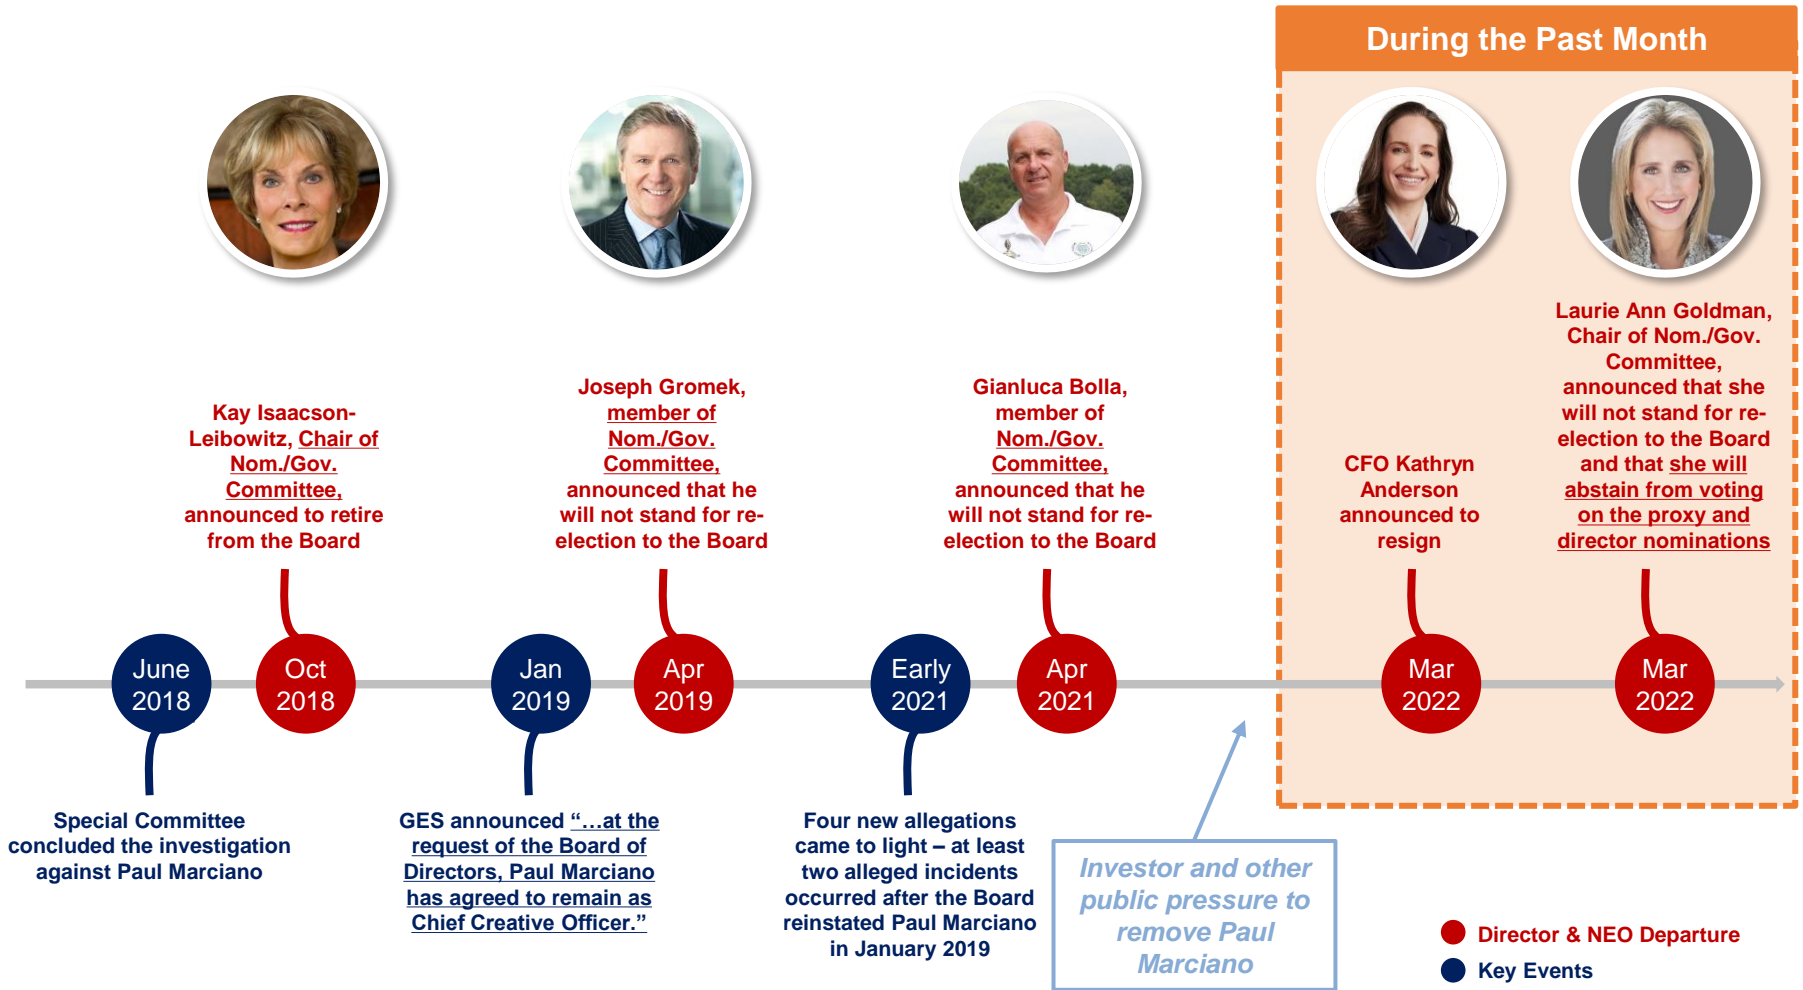 During the Past Month
Kay Isaacson-
Leibowitz, Chair of
Nom./Gov.
Committee,
announced to retire
from the Board
Joseph Gromek,
member of
Nom./Gov.
Committee,
announced that he
will not stand for re-
election to the Board
Gianluca Bolla,
member of
Nom./Gov.
Committee,
announced that he
will not stand for re-
election to the Board
CFO Kathryn
Anderson
announced to
resign
Laurie Ann Goldman,
Chair of Nom./Gov.
Committee,
announced that she
will not stand for re-
election to the Board
and that she will
abstain from voting
on the proxy and
director nominations
June
2018
Oct
2018
Jan
2019
Apr
2019
Early
2021
Apr
2021
Mar
2022
Mar
2022
Special Committee
concluded the investigation
against Paul Marciano
GES announced “…at the
request of the Board of
Directors, Paul Marciano
has agreed to remain as
Chief Creative Officer.”
Four new allegations
came to light – at least
two alleged incidents
occurred after the Board
reinstated Paul Marciano
in January 2019
Investor and other
public pressure to
remove Paul
Marciano
Director & NEO Departure
Key Events